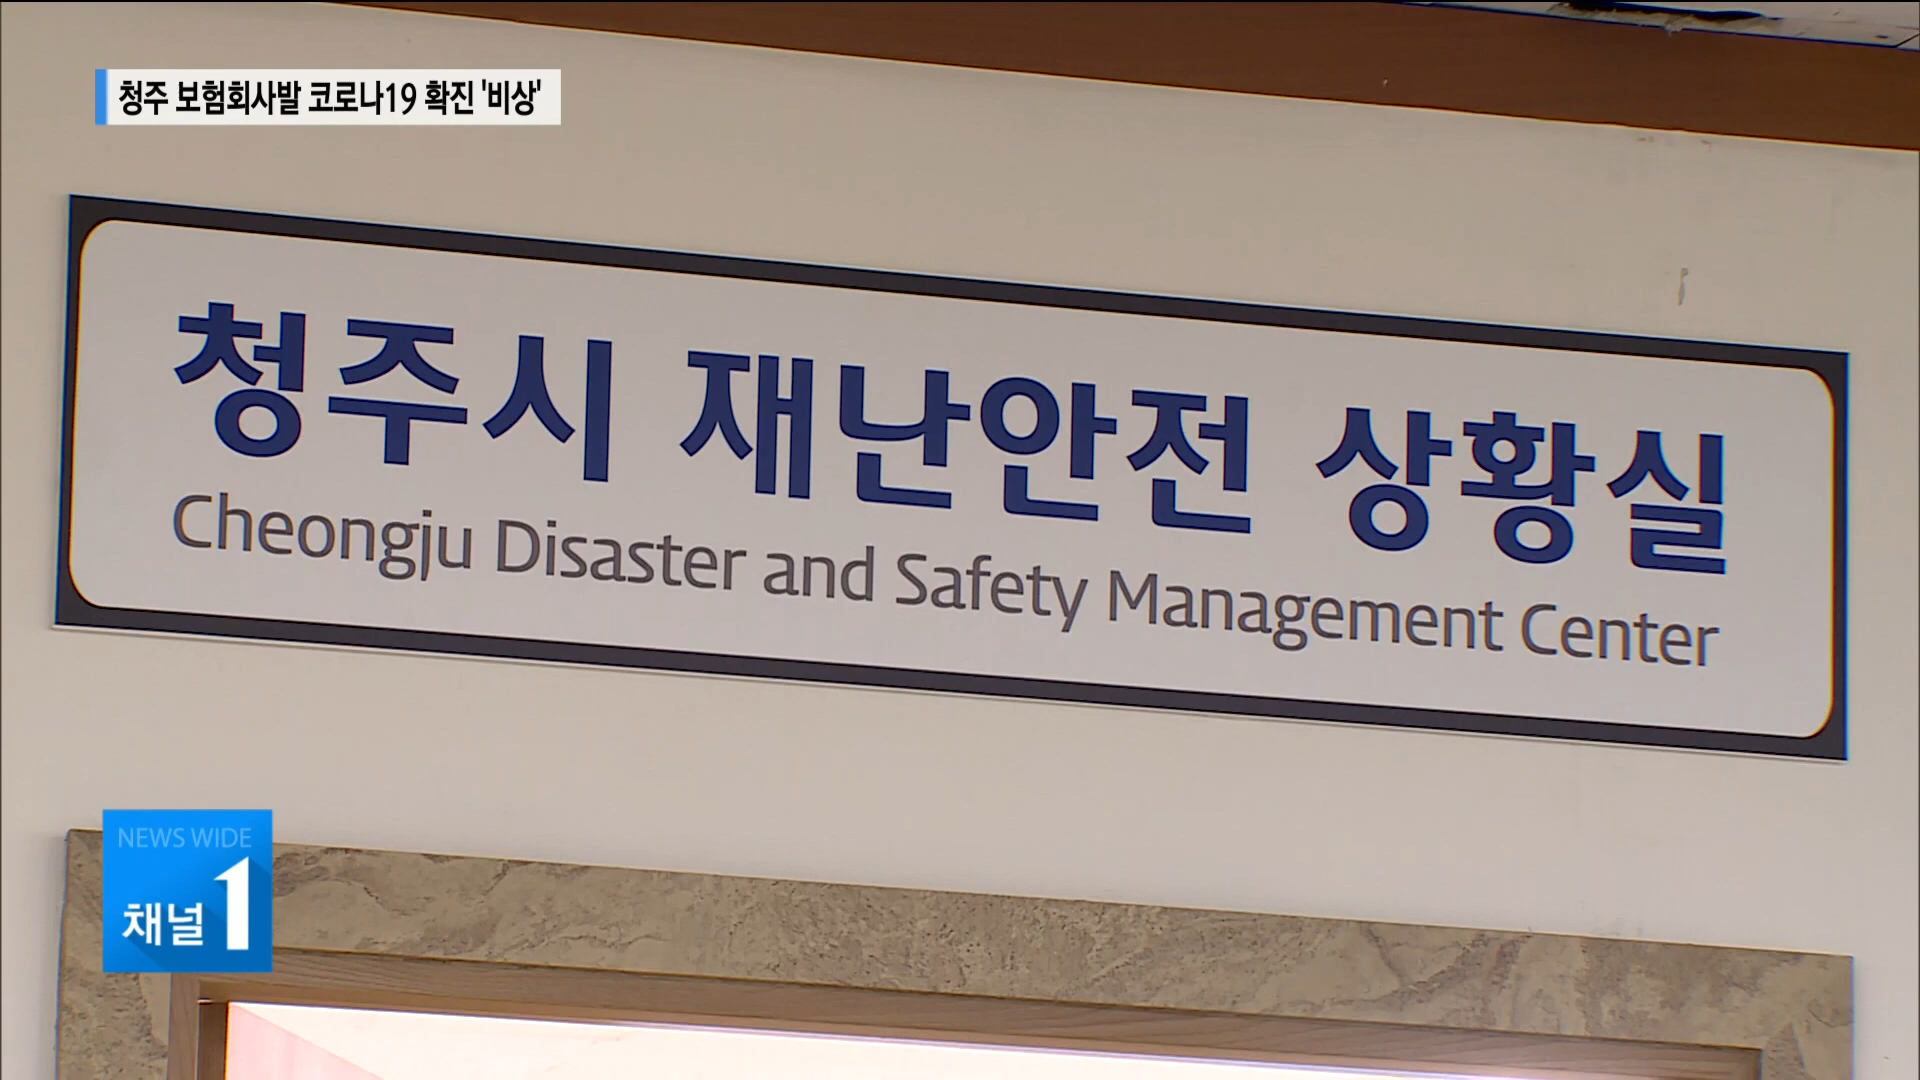 청주 보험회사발 코로나19 확진 '비상'
청주시 재난안전 상황실
Cheongju Disaster and Safety Management Center
NEWS WIDE
채널 1